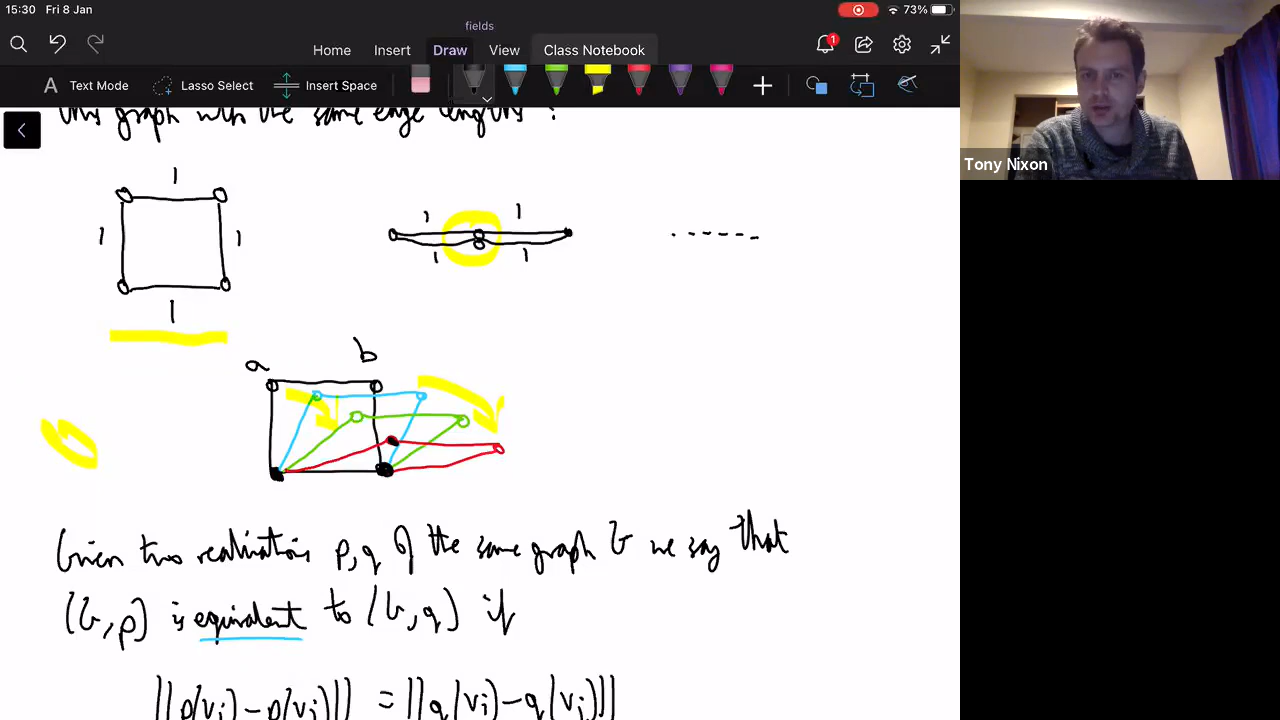 15:30 Fri 8 Jan
73%
fields
Home Insert Draw View Class Notebook
1
A Text Mode Lasso Select Insert Space
this graph with the same edge lengths?
1
1
1
1
1
1
1
1
Tony Nixon
a
b
Given two realisations p,q of the same graph G we say that
(G,p) is equivalent to (G,q) if
||p(vi)-p(vj)|| = ||q(vi)-q(vj)||